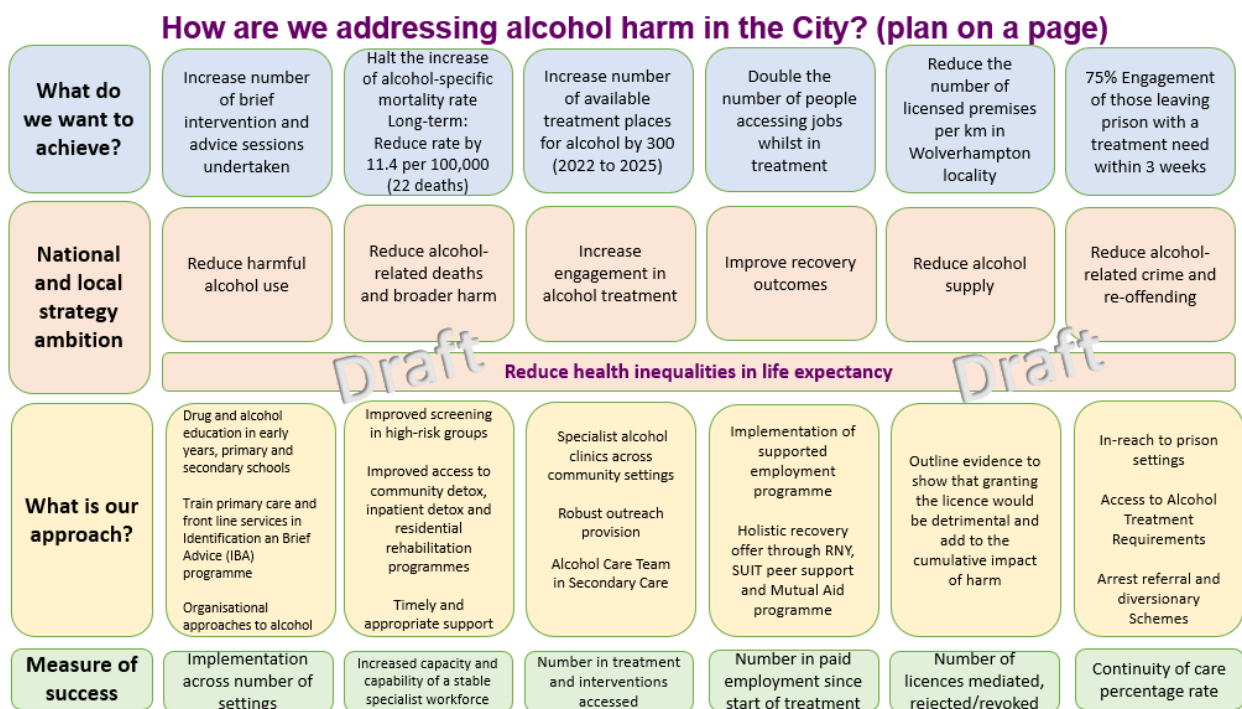 How are we addressing alcohol harm in the City? (plan on a page)
What do
we want to
achieve?
Increase number
of brief
intervention and
advice sessions
undertaken
Halt the increase
of alcohol-specific
mortality rate
Long-term:
Reduce rate by
11.4 per 100,000
(22 deaths)
Increase number
of available
treatment places
for alcohol by 300
(2022 to 2025)
Double the
number of people
accessing jobs
whilst in
treatment
Reduce the
number of
licensed premises
per km in
Wolverhampton
locality
75% Engagement
of those leaving
prison with a
treatment need
within 3 weeks
National
and local
strategy
ambition
Reduce harmful
alcohol use
Reduce alcohol-
related deaths
and broader harm
Increase
engagement in
alcohol treatment
Improve recovery
outcomes
Reduce alcohol
supply
Reduce alcohol-
related crime and
re-offending
Draft
Reduce health inequalities in life expectancy
Draft
What is our
approach?
Drug and alcohol
education in early
years, primary and
secondary schools
Train primary care and
front line services in
Identification an Brief
Advice (IBA)
programme
Organisational
approaches to alcohol
Improved screening
in high-risk groups
Improved access to
community detox,
inpatient detox and
residential
rehabilitation
programmes
Timely and
appropriate support
Specialist alcohol
clinics across
community settings
Robust outreach
provision
Alcohol Care Team
in Secondary Care
Implementation of
supported
employment
programme
Holistic recovery
offer through RNY,
SUIT peer support
and Mutual Aid
programme
Outline evidence to
show that granting
the licence would
be detrimental and
add to the
cumulative impact
of harm
In-reach to prison
settings
Access to Alcohol
Treatment
Requirements
Arrest referral and
diversionary
Schemes
Measure of
success
Implementation
across number of
settings
Increased capacity and
capability of a stable
specialist workforce
Number in treatment
and interventions
accessed
Number in paid
employment since
start of treatment
Number of
licences mediated,
rejected/revoked
Continuity of care
percentage rate